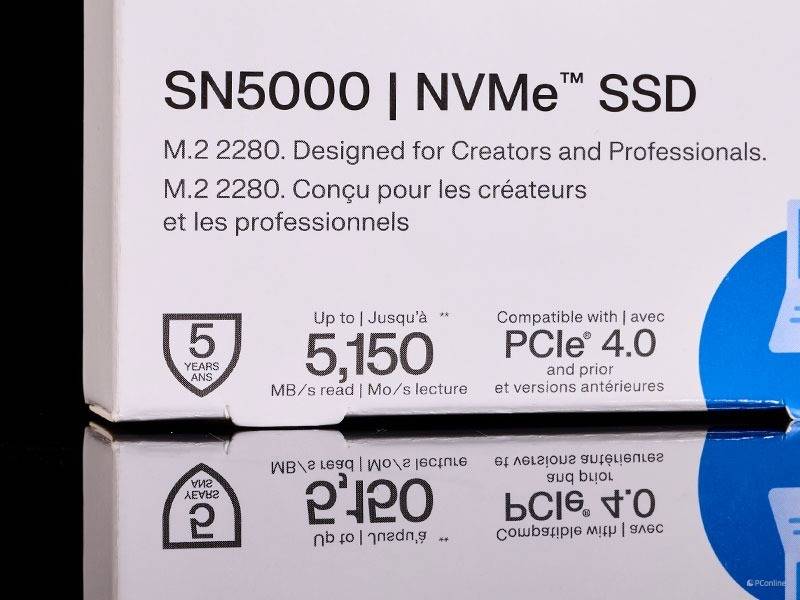 SN5000 | NVMe™ SSD
M.2 2280. Designed for Creators and Professionals.
M.2 2280. Conçu pour les créateurs
et les professionnels
5
YEARS
ANS
Up to | Jusqu'à **
5,150
MB/s read | Mo/s lecture
Compatible with | avec
PCIe® 4.0
and prior
et versions antérieures
PConline